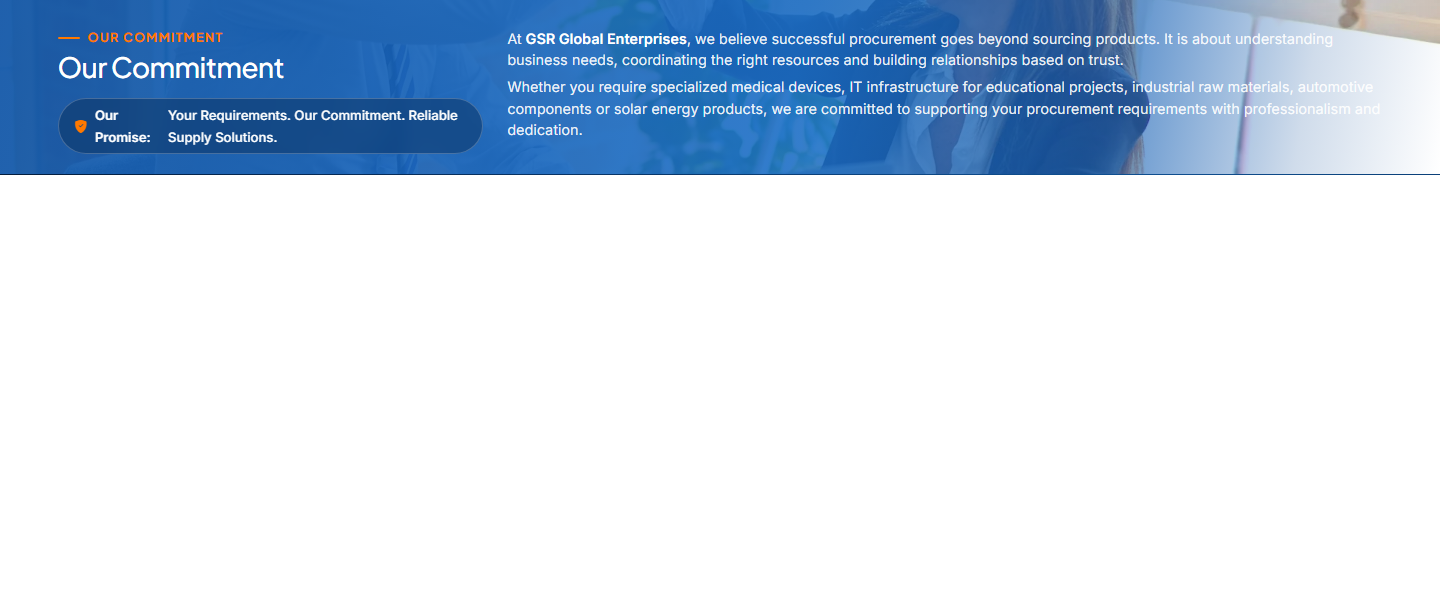 OUR COMMITMENT
Our Commitment
Our Promise: Your Requirements. Our Commitment. Reliable Supply Solutions.
At GSR Global Enterprises, we believe successful procurement goes beyond sourcing products. It is about understanding
business needs, coordinating the right resources and building relationships based on trust.
Whether you require specialized medical devices, IT infrastructure for educational projects, industrial raw materials, automotive
components or solar energy products, we are committed to supporting your procurement requirements with professionalism and
dedication.